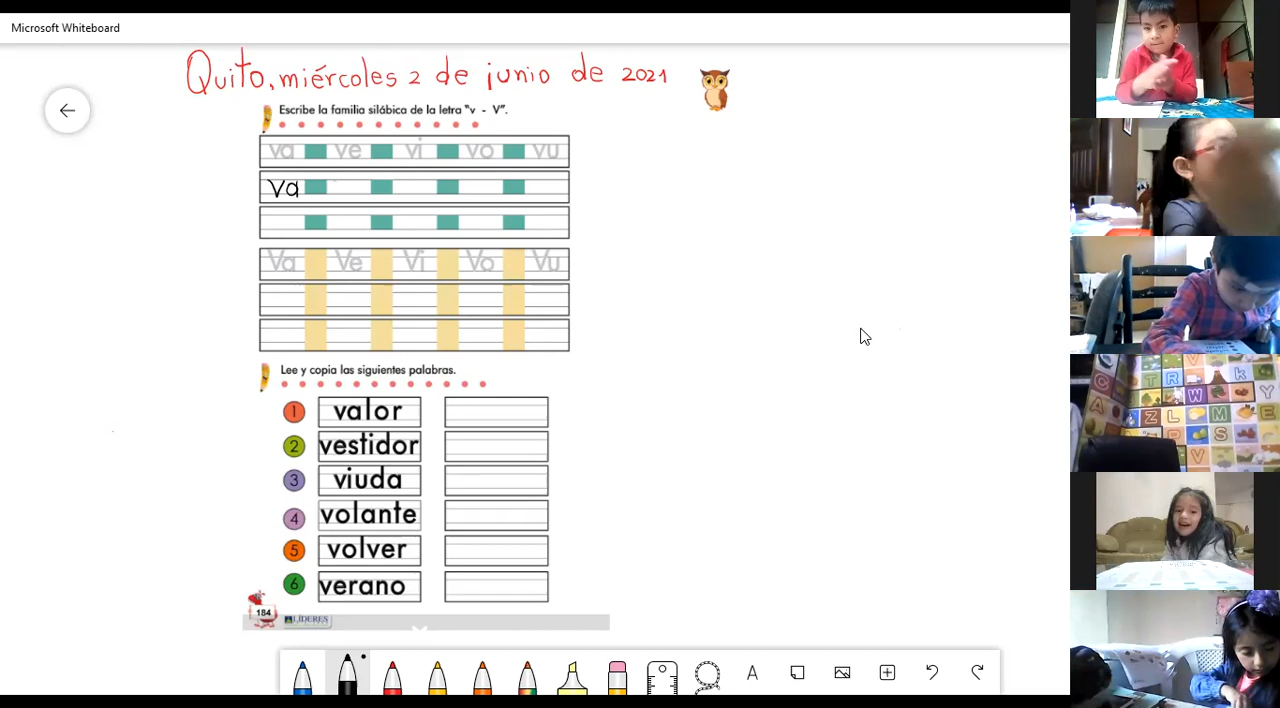 Microsoft Whiteboard
Quito, miércoles 2 de junio de 2021
Escribe la familia silábica de la letra "v - V".
va ve vi vo vu
va
Va Ve Vi Vo Vu
Lee y copia las siguientes palabras.
1 valor
2 vestidor
3 viuda
4 volante
5 volver
6 verano
184 LÍDERES
A